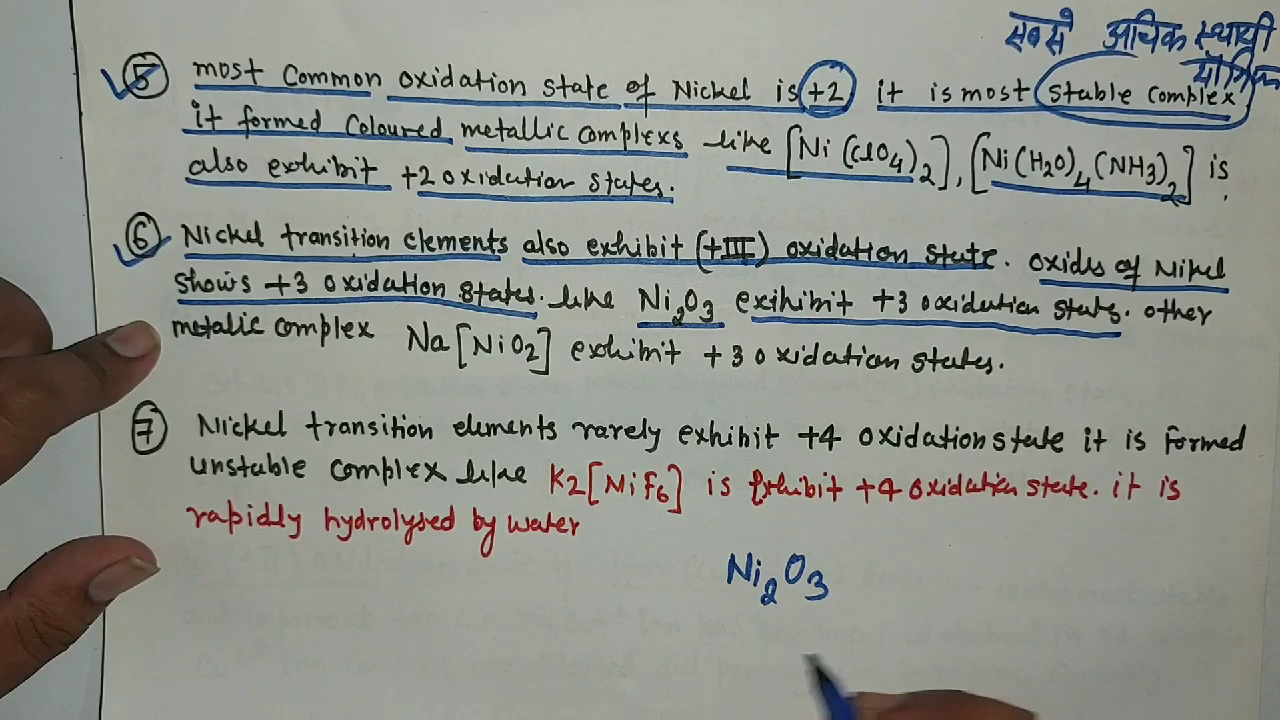 सबसे अधिक स्थायी
यौगिक
⑤ most Common oxidation state of Nickel is +2 it is most stable complex
it formed Coloured metallic complexs like [Ni(ClO4)2], [Ni(H2O)4(NH3)2] is
also exhibit +2 oxidation states.
⑥ Nickel transition elements also exhibit (+III) oxidation state. Oxides of Nikel
shows +3 oxidation states. like Ni2O3 exihibit +3 oxidation states. other
metalic complex Na[NiO2] exhibit +3 oxidation states.
⑦ Nickel transition elements rarely exhibit +4 oxidation state it is formed
unstable complex like K2[NiF6] is Exhibit +4 oxidation state. it is
rapidly hydrolysed by water
Ni2O3